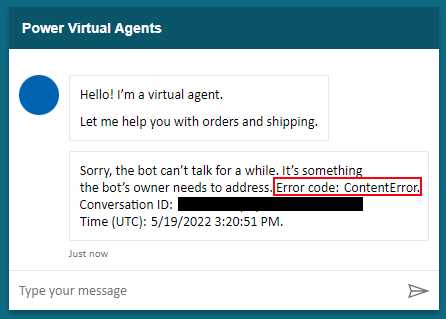 Power Virtual Agents
Hello! I'm a virtual agent.
Let me help you with orders and shipping.
Sorry, the bot can't talk for a while. It's something
the bot's owner needs to address. Error code: ContentError.
Conversation ID:
Time (UTC): 5/19/2022 3:20:51 PM.
Just now
Type your message